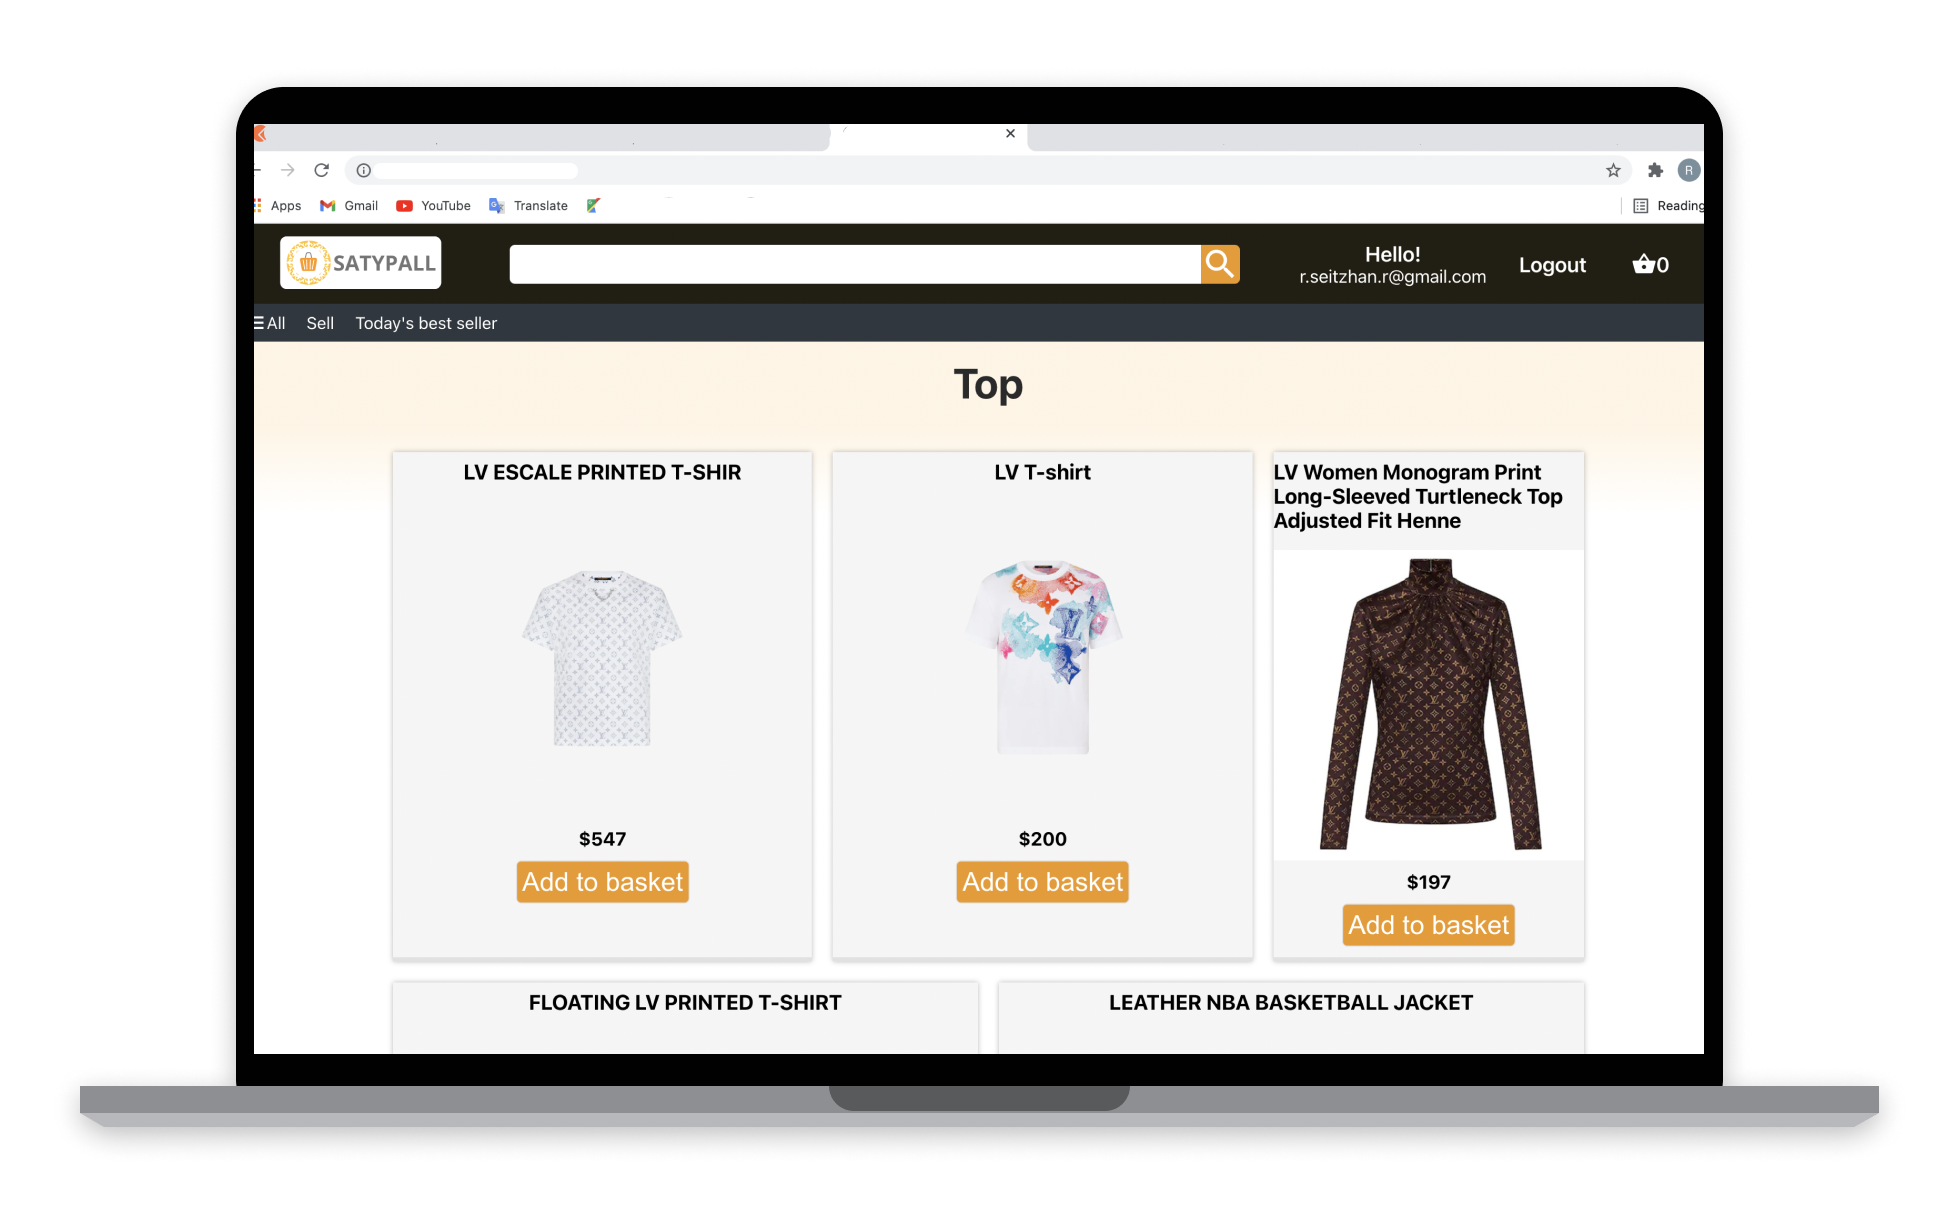 Apps Gmail YouTube Translate Reading
SATYPALL
Hello!
r.seitzhan.r@gmail.com
Logout
0
R
All Sell Today's best seller
Top
LV ESCALE PRINTED T-SHIR
$547
Add to basket
LV T-shirt
$200
Add to basket
LV Women Monogram Print
Long-Sleeved Turtleneck Top
Adjusted Fit Henne
$197
Add to basket
FLOATING LV PRINTED T-SHIRT
LEATHER NBA BASKETBALL JACKET